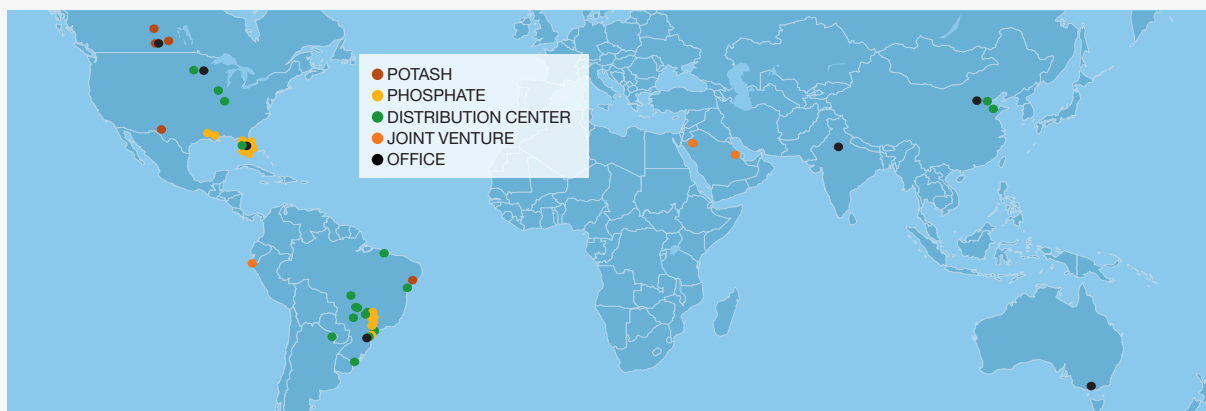 POTASH
PHOSPHATE
DISTRIBUTION CENTER
JOINT VENTURE
OFFICE